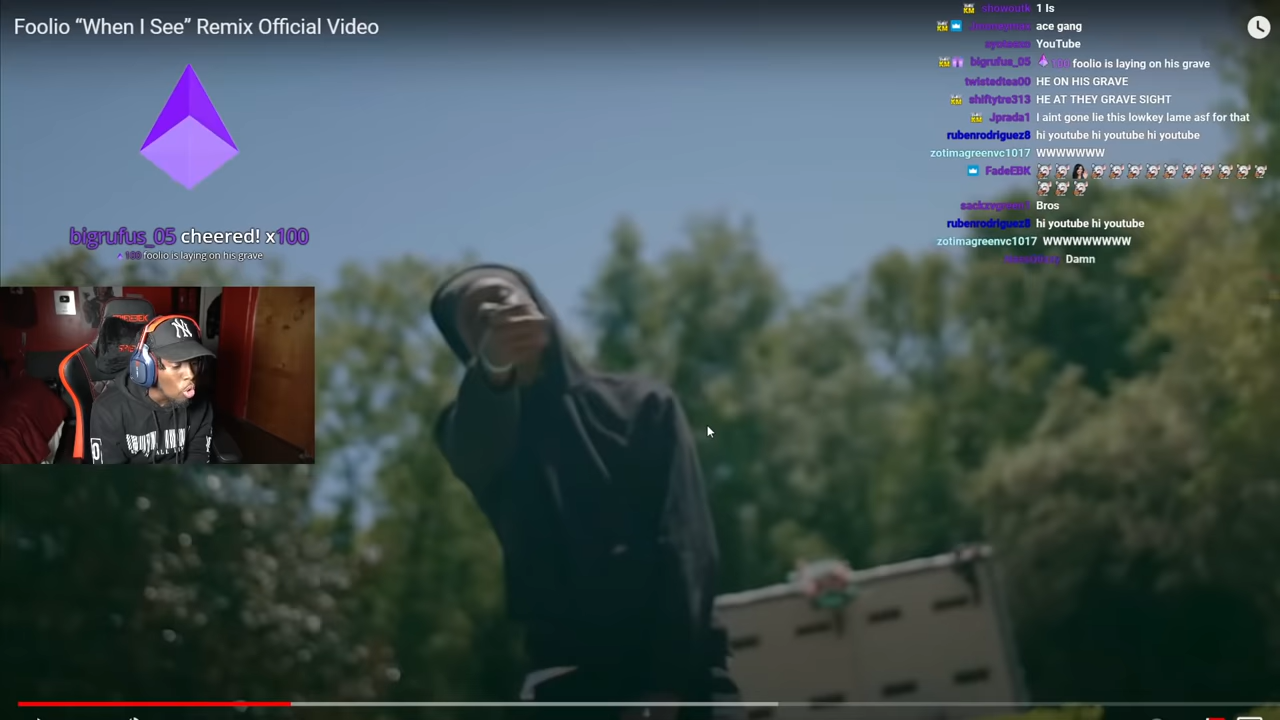 Foolio “When I See” Remix Official Video
bigrufus_05 cheered! x100
100 foolio is laying on his grave
showoutk 1 Is
ace gang
YouTube
bigrufus_05 100 foolio is laying on his grave
twistedtea00 HE ON HIS GRAVE
shiftytre313 HE AT THEY GRAVE SIGHT
Jprada1 I aint gone lie this lowkey lame asf for that
rubenrodriguez8 hi youtube hi youtube hi youtube
zotimagreenvc1017 WWWWWWW
FadeEBK
Bros
rubenrodriguez8 hi youtube hi youtube
zotimagreenvc1017 WWWWWWWWW
Damn